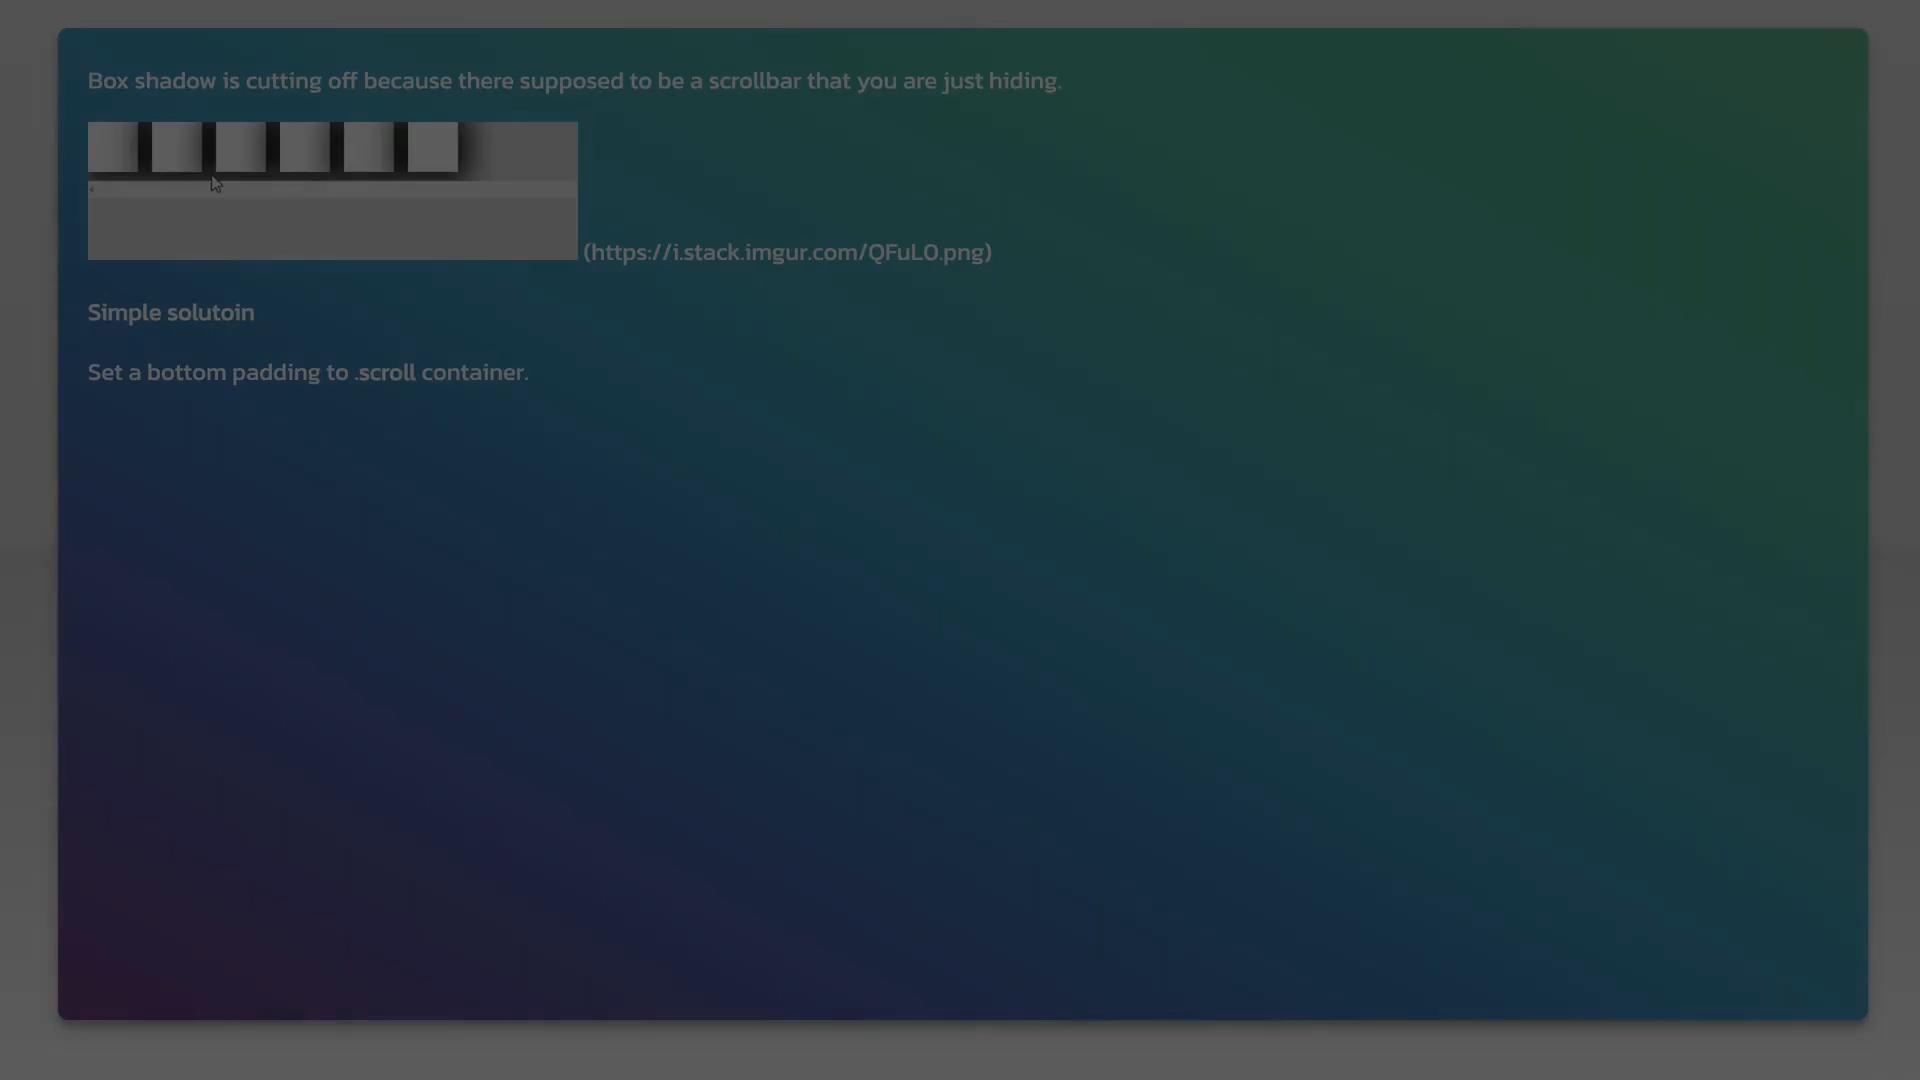 Box shadow is cutting off because there supposed to be a scrollbar that you are just hiding.
(https://i.stack.imgur.com/QFuL0.png)
Simple solutoin
Set a bottom padding to .scroll container.